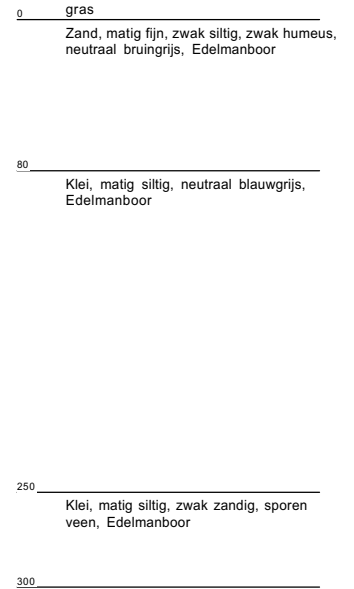 0 gras
Zand, matig fijn, zwak siltig, zwak humeus,
neutraal bruingrijs, Edelmanboor
80
Klei, matig siltig, neutraal blauwgrijs,
Edelmanboor
250
Klei, matig siltig, zwak zandig, sporen
veen, Edelmanboor
300